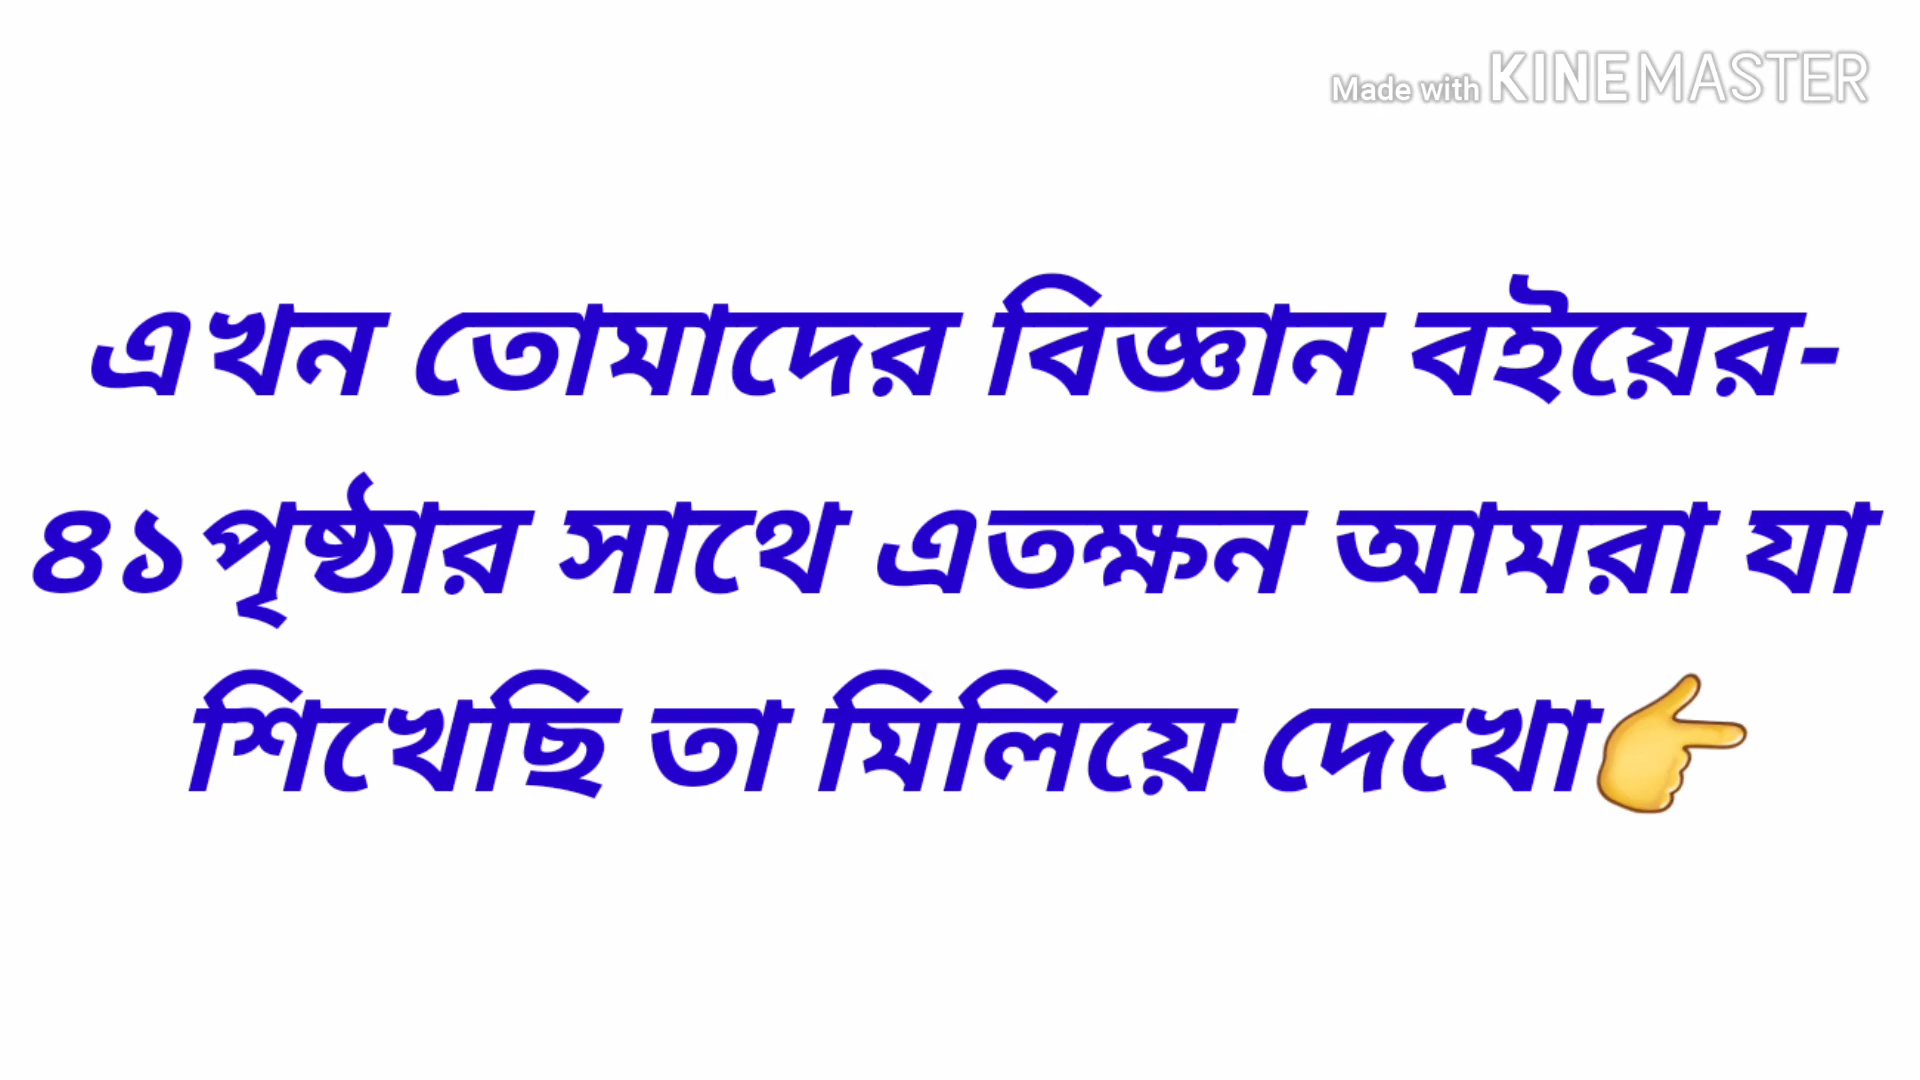 Made with KINEMASTER
এখন তোমাদের বিজ্ঞান বইয়ের-
৪১পৃষ্ঠার সাথে এতক্ষন আমরা যা
শিখেছি তা মিলিয়ে দেখো👉